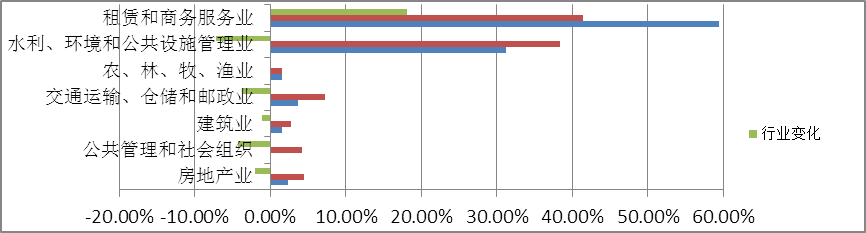 租赁和商务服务业
水利、环境和公共设施管理业
农、林、牧、渔业
交通运输、仓储和邮政业
建筑业
公共管理和社会组织
房地产业
行业变化
-20.00% -10.00% 0.00% 10.00% 20.00% 30.00% 40.00% 50.00% 60.00%